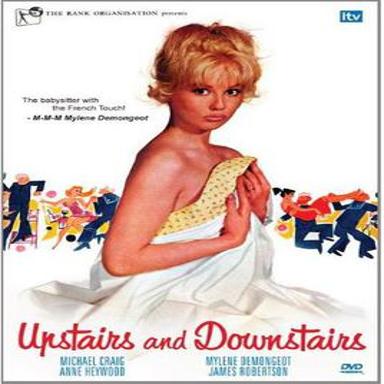 THE RANK ORGANISATION presents
itv
The babysitter with
the French Touch!
- M-M-M Mylene Demongeot
Upstairs and Downstairs
MICHAEL CRAIG MYLENE DEMONGEOT
ANNE HEYWOOD JAMES ROBERTSON
DVD